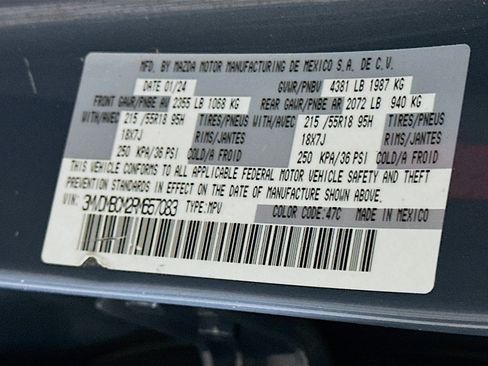 MFD. BY MAZDA MOTOR MANUFACTURING DE MEXICO S.A. DE C.V.
DATE 01/24 GVWR/PNBV 4381 LB 1987 KG
FRONT GAWR/PNBE AV 2355 LB 1068 KG REAR GAWR/PNBE AR 2072 LB 940 KG
WITH/AVEC 215 /55R18 95H TIRES/PNEUS WITH/AVEC 215 /55R18 95H TIRES/PNEUS
18X7J RIMS/JANTES 18X7J RIMS/JANTES
250 KPA/36 PSI COLD/A FROID 250 KPA/36 PSI COLD/A FROID
THIS VEHICLE CONFORMS TO ALL APPLICABLE FEDERAL MOTOR VEHICLE SAFETY AND THEFT
PREVENTION STANDARDS IN EFFECT ON THE DATE OF MANUFACTURE SHOWN ABOVE.
VIN: TYPE:MPV COLOR CODE:47C MADE IN MEXICO